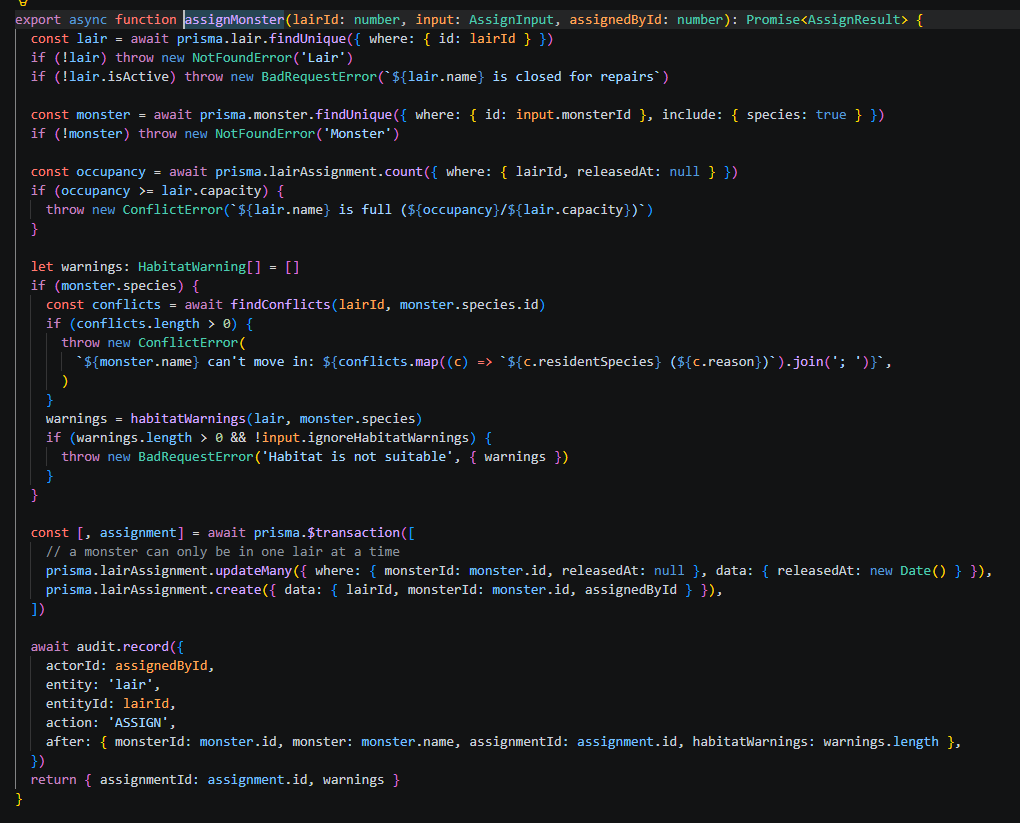 export async function assignMonster(lairId: number, input: AssignInput, assignedById: number): Promise<AssignResult> {
  const lair = await prisma.lair.findUnique({ where: { id: lairId } })
  if (!lair) throw new NotFoundError('Lair')
  if (!lair.isActive) throw new BadRequestError(`${lair.name} is closed for repairs`)

  const monster = await prisma.monster.findUnique({ where: { id: input.monsterId }, include: { species: true } })
  if (!monster) throw new NotFoundError('Monster')

  const occupancy = await prisma.lairAssignment.count({ where: { lairId, releasedAt: null } })
  if (occupancy >= lair.capacity) {
    throw new ConflictError(`${lair.name} is full (${occupancy}/${lair.capacity})`)
  }

  let warnings: HabitatWarning[] = []
  if (monster.species) {
    const conflicts = await findConflicts(lairId, monster.species.id)
    if (conflicts.length > 0) {
      throw new ConflictError(
        `${monster.name} can't move in: ${conflicts.map((c) => `${c.residentSpecies} (${c.reason})`).join('; ')}`,
      )
    }
    warnings = habitatWarnings(lair, monster.species)
    if (warnings.length > 0 && !input.ignoreHabitatWarnings) {
      throw new BadRequestError('Habitat is not suitable', { warnings })
    }
  }

  const [, assignment] = await prisma.$transaction([
    // a monster can only be in one lair at a time
    prisma.lairAssignment.updateMany({ where: { monsterId: monster.id, releasedAt: null }, data: { releasedAt: new Date() } }),
    prisma.lairAssignment.create({ data: { lairId, monsterId: monster.id, assignedById } }),
  ])

  await audit.record({
    actorId: assignedById,
    entity: 'lair',
    entityId: lairId,
    action: 'ASSIGN',
    after: { monsterId: monster.id, monster: monster.name, assignmentId: assignment.id, habitatWarnings: warnings.length },
  })
  return { assignmentId: assignment.id, warnings }
}